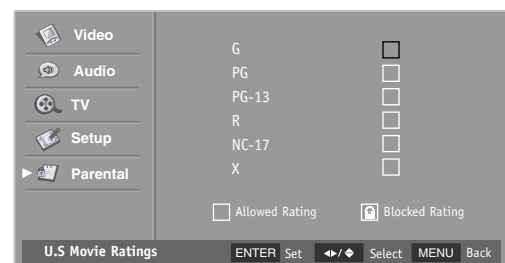 Video
Audio
TV
Setup
Parental
G
PG
PG-13
R
NC-17
X
Allowed Rating
Blocked Rating
U.S Movie Ratings
ENTER Set
Select
MENU Back